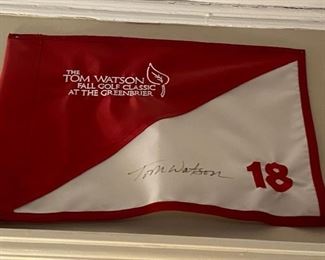 THE
TOM WATSON
FALL GOLF CLASSIC
AT THE GREENBRIER
Tom Watson
18